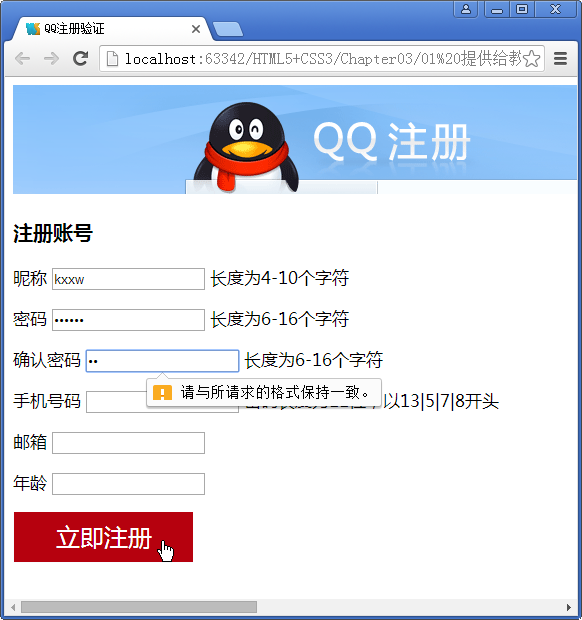 QQ注册验证
localhost:63342/HTML5+CSS3/Chapter03/01%20提供给教
QQ 注册
注册账号
昵称 kxxw 长度为4-10个字符
密码 •••••• 长度为6-16个字符
确认密码 •• 长度为6-16个字符
请与所请求的格式保持一致。
手机号码 以13|5|7|8开头
邮箱
年龄
立即注册